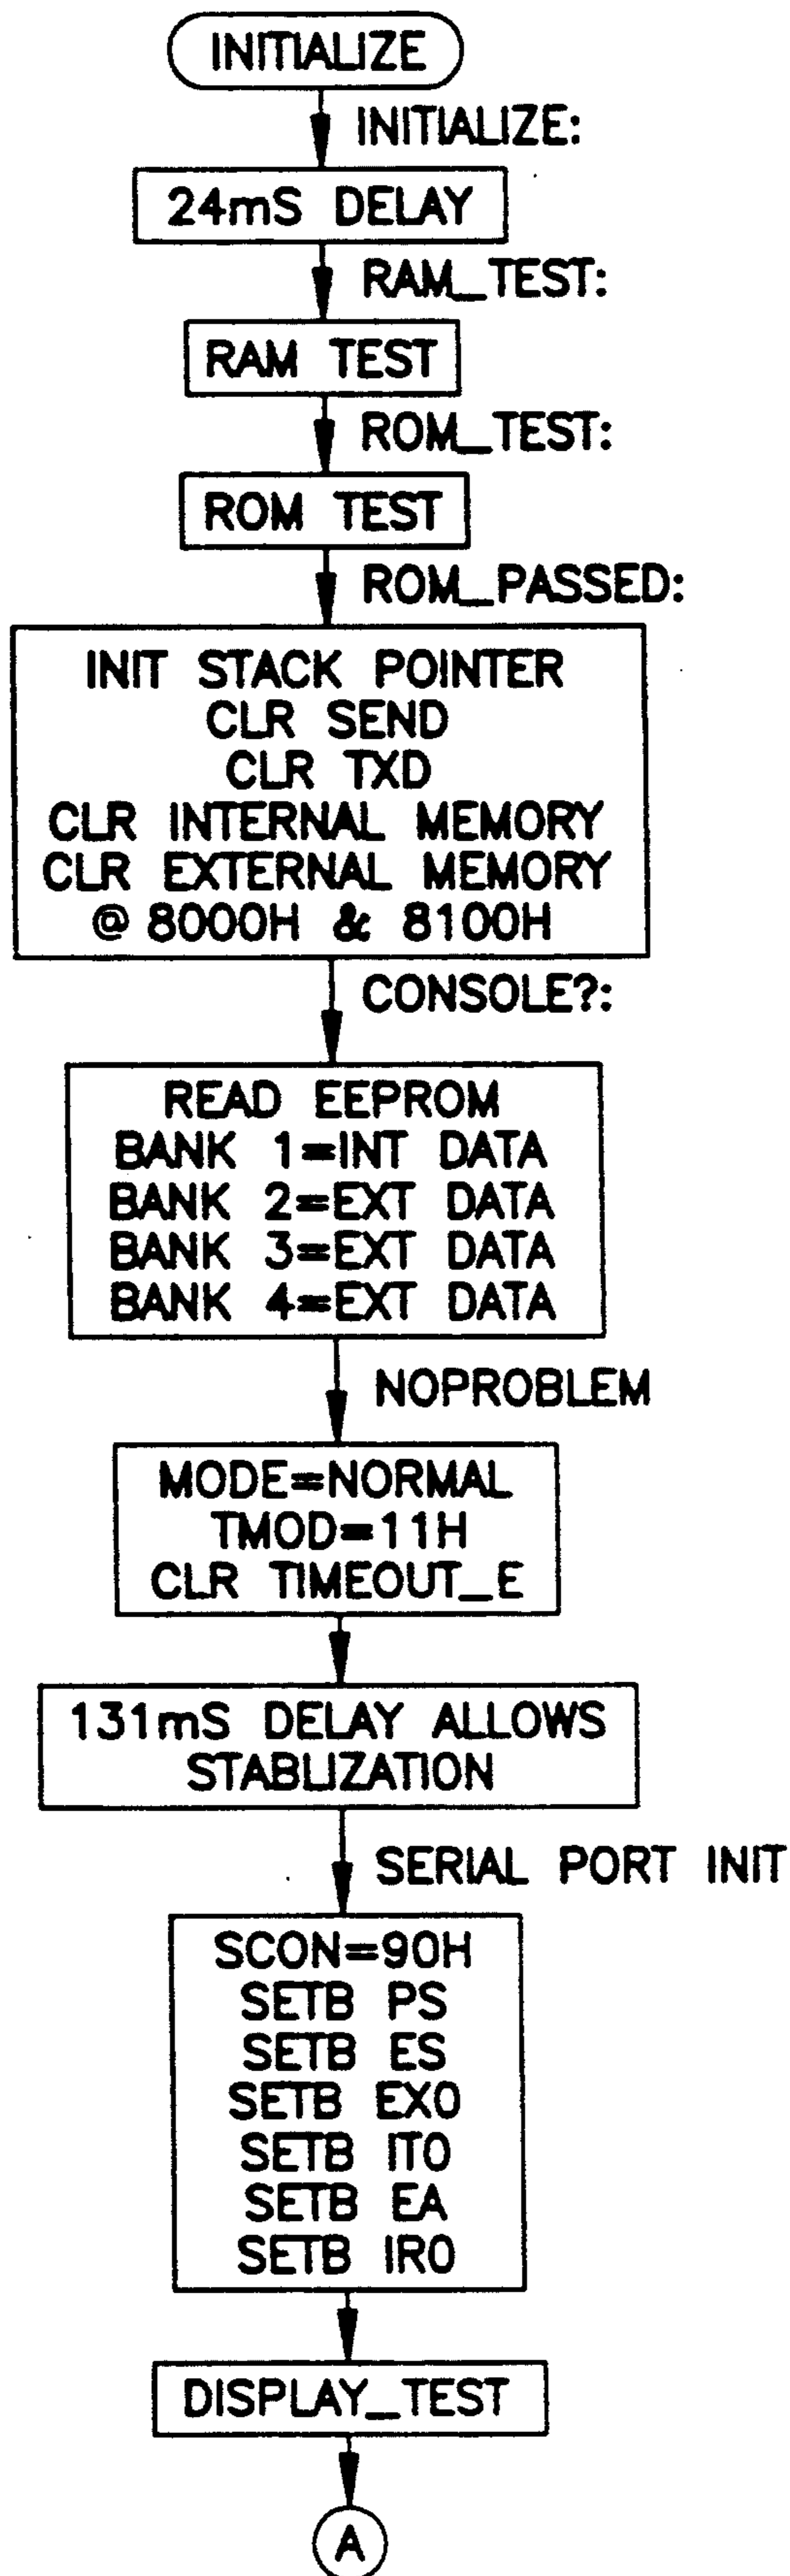 INITIALIZE
INITIALIZE:
24mS DELAY
RAM_TEST:
RAM TEST
ROM_TEST:
ROM TEST
ROM_PASSED:
INIT STACK POINTER
CLR SEND
CLR TXD
CLR INTERNAL MEMORY
CLR EXTERNAL MEMORY
@ 8000H & 8100H
CONSOLE?:
READ EEPROM
BANK 1=INT DATA
BANK 2=EXT DATA
BANK 3=EXT DATA
BANK 4=EXT DATA
NOPROBLEM
MODE=NORMAL
TMOD=11H
CLR TIMEOUT_E
131mS DELAY ALLOWS
STABLIZATION
SERIAL PORT INIT
SCON=90H
SETB PS
SETB ES
SETB EX0
SETB IT0
SETB EA
SETB IR0
DISPLAY_TEST
A